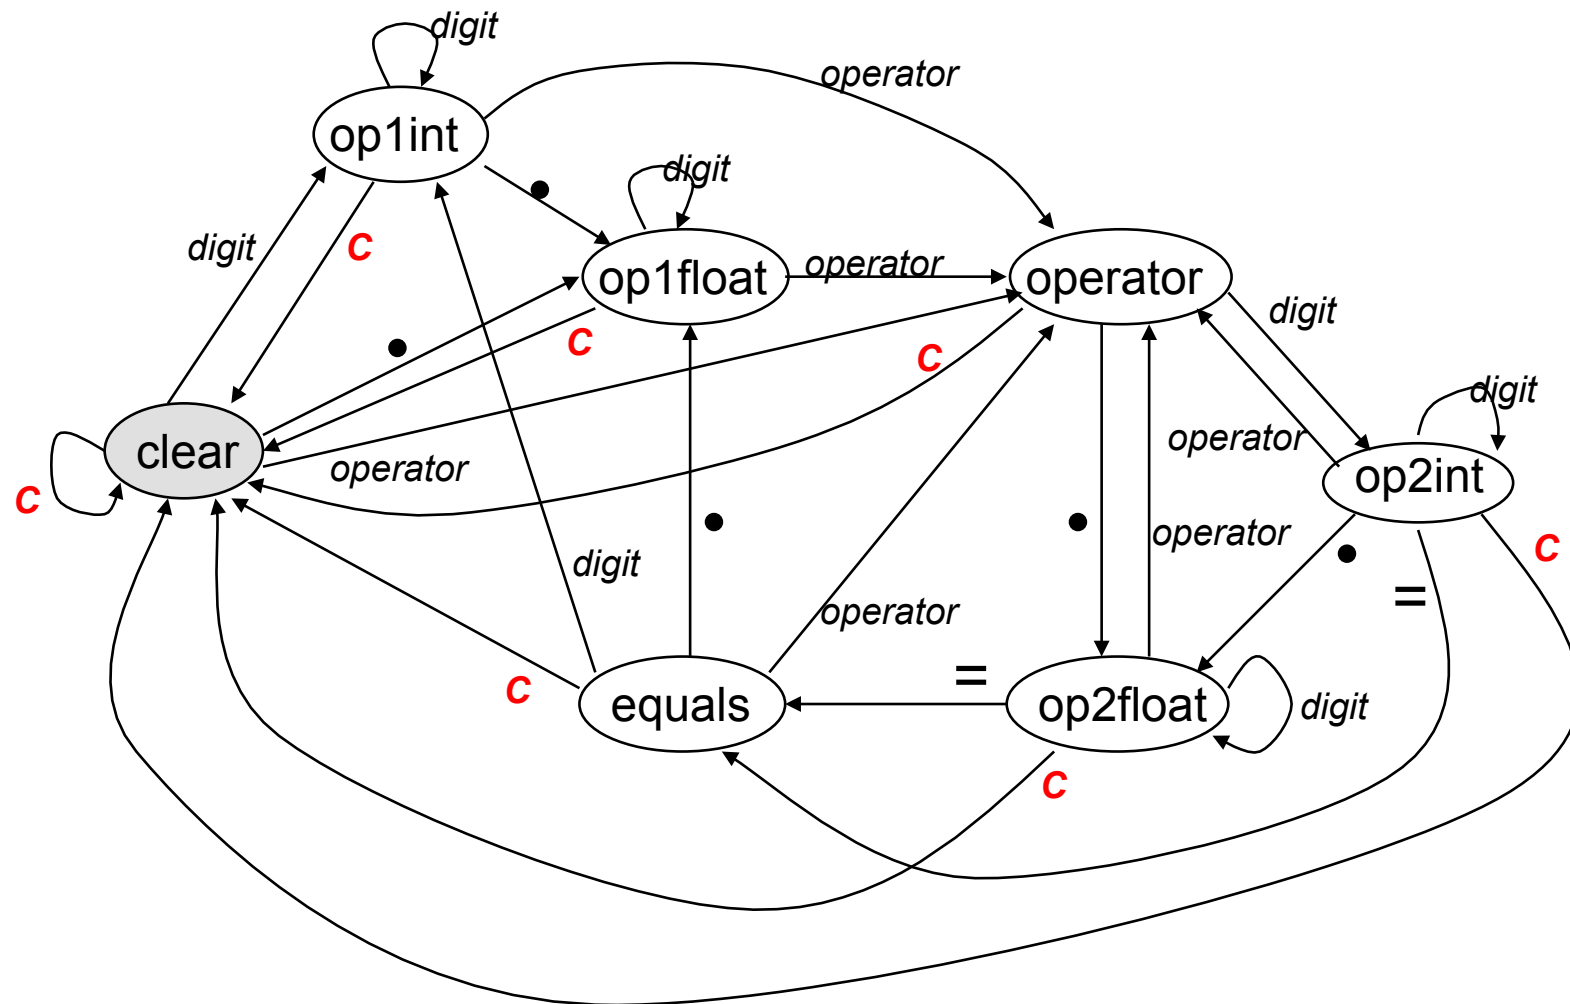 digit
operator
op1int
digit
•
digit
C
op1float
operator
operator
C
•
C
digit
digit
clear
operator
operator
op2int
C
•
•
operator
C
digit
•
=
operator
=
C
equals
op2float
digit
C